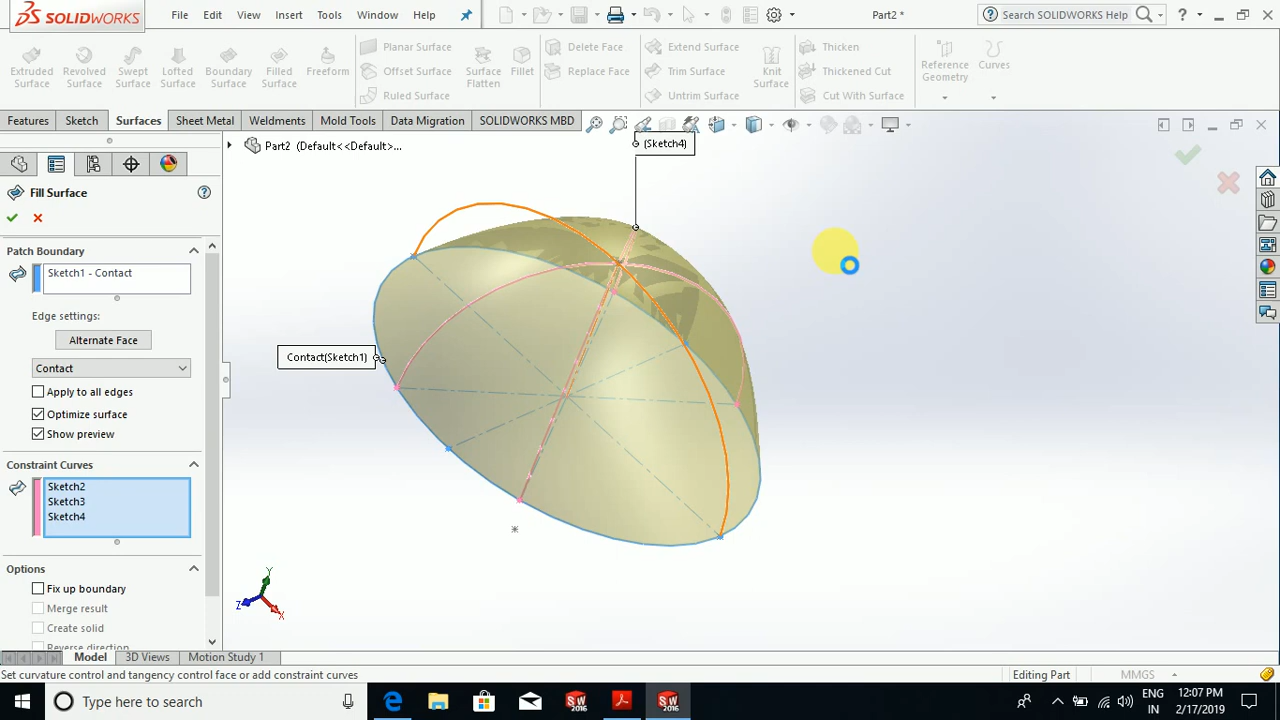 SOLIDWORKS
File Edit View Insert Tools Window Help
Part2 *
Search SOLIDWORKS Help
Extruded Surface
Revolved Surface
Swept Surface
Lofted Surface
Boundary Surface
Filled Surface
Freeform
Planar Surface
Offset Surface
Ruled Surface
Surface Flatten
Fillet
Delete Face
Replace Face
Extend Surface
Trim Surface
Untrim Surface
Knit Surface
Thicken
Thickened Cut
Cut With Surface
Reference Geometry
Curves
Features Sketch Surfaces Sheet Metal Weldments Mold Tools Data Migration SOLIDWORKS MBD
Part2 (Default<<Default>...
(Sketch4)
Fill Surface
Patch Boundary
Sketch1 - Contact
Edge settings:
Alternate Face
Contact
Apply to all edges
Optimize surface
Show preview
Constraint Curves
Sketch2
Sketch3
Sketch4
Options
Fix up boundary
Merge result
Create solid
Reverse direction
Contact(Sketch1)
Y
Z
X
Model 3D Views Motion Study 1
Set curvature control and tangency control face or add constraint curves
Editing Part
MMGS
Type here to search
SW 2016
SW 2016
ENG
IN
12:07 PM
2/17/2019